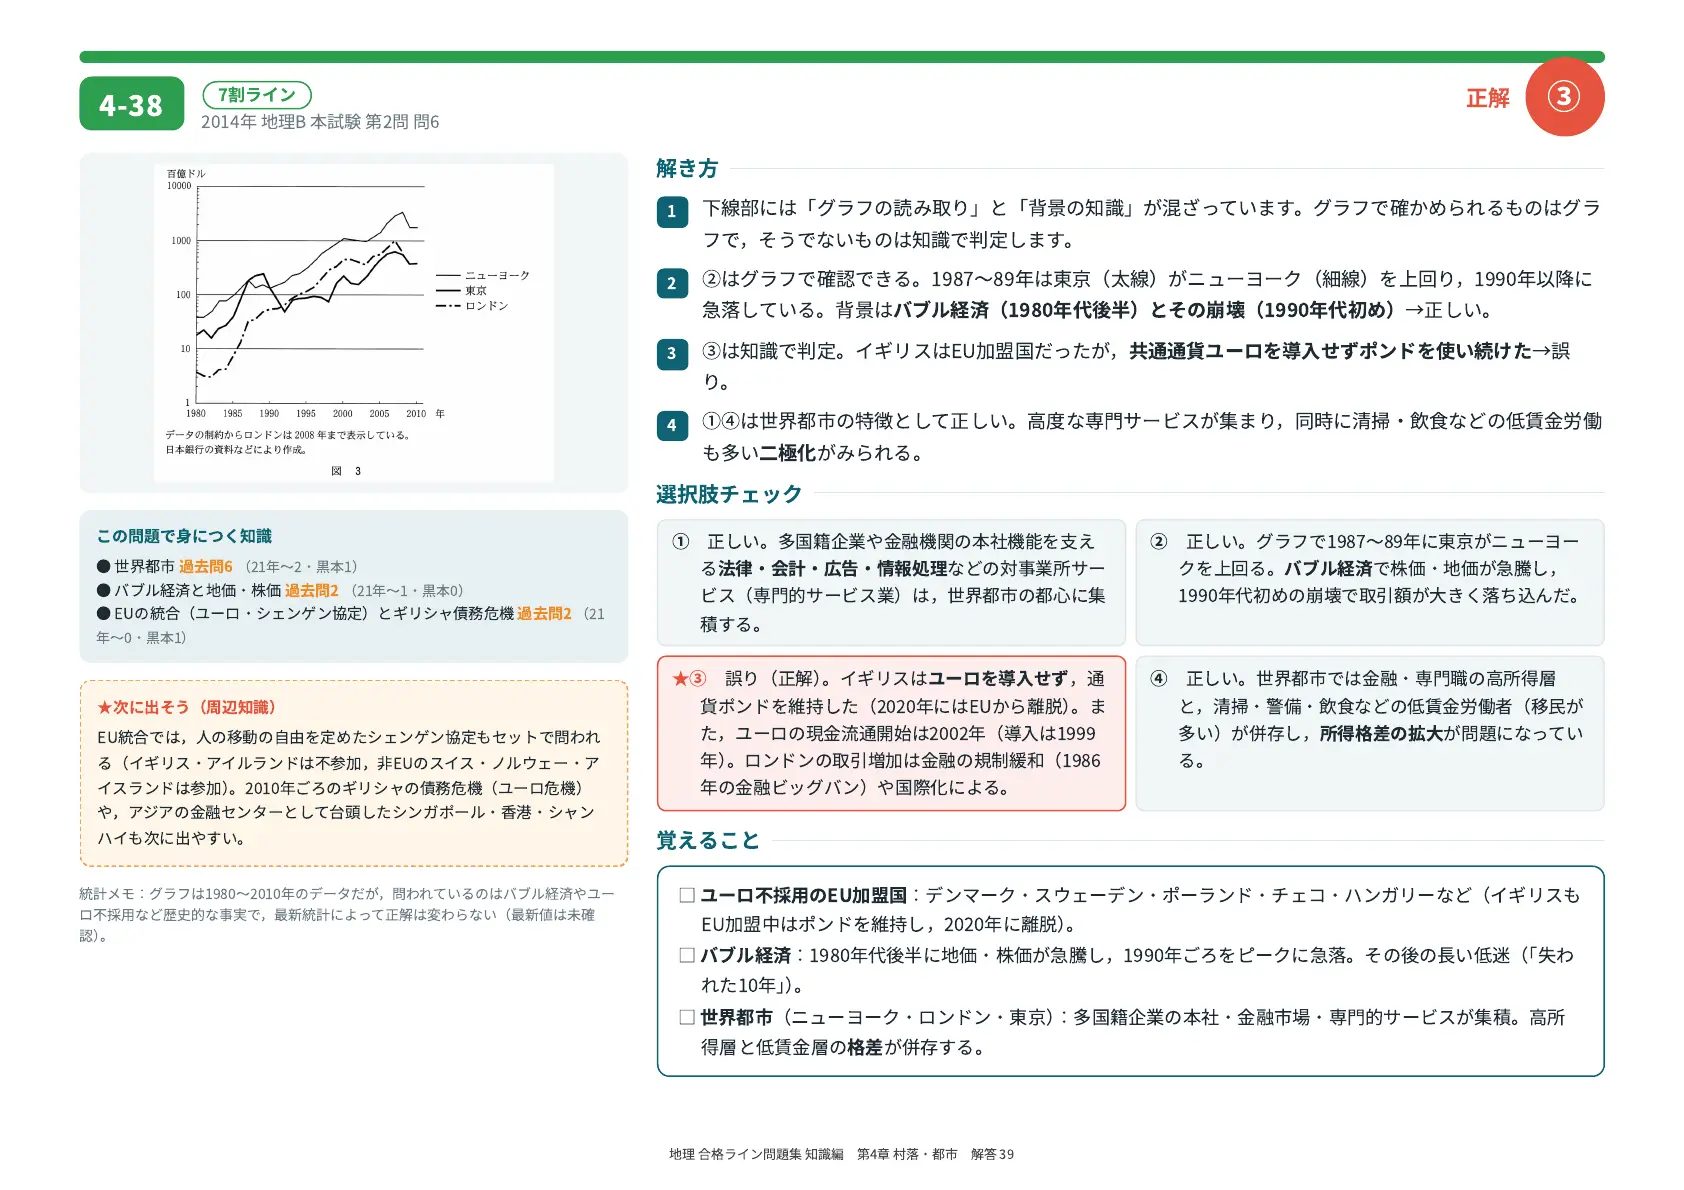 4-38
7割ライン
2014年 地理B 本試験 第2問 問6
正解 ③
百億ドル
10000
1000
100
10
1
1980 1985 1990 1995 2000 2005 2010 年
ニューヨーク
東京
ロンドン
データの制約からロンドンは 2008 年まで表示している。
日本銀行の資料などにより作成。
図 3
この問題で身につく知識
● 世界都市 過去問6 （21年〜2・黒本1）
● バブル経済と地価・株価 過去問2 （21年〜1・黒本0）
● EUの統合（ユーロ・シェンゲン協定）とギリシャ債務危機 過去問2 （21
年〜0・黒本1）
★次に出そう（周辺知識）
EU統合では，人の移動の自由を定めたシェンゲン協定もセットで問われ
る（イギリス・アイルランドは不参加，非EUのスイス・ノルウェー・ア
イスランドは参加）。2010年ごろのギリシャの債務危機（ユーロ危機）
や，アジアの金融センターとして台頭したシンガポール・香港・シャン
ハイも次に出やすい。
統計メモ：グラフは1980〜2010年のデータだが，問われているのはバブル経済やユー
ロ不採用など歴史的な事実で，最新統計によって正解は変わらない（最新値は未確
認）。
解き方
1 下線部には「グラフの読み取り」と「背景の知識」が混ざっています。グラフで確かめられるものはグラ
フで，そうでないものは知識で判定します。
2 ②はグラフで確認できる。1987〜89年は東京（太線）がニューヨーク（細線）を上回り，1990年以降に
急落している。背景はバブル経済（1980年代後半）とその崩壊（1990年代初め）→正しい。
3 ③は知識で判定。イギリスはEU加盟国だったが，共通通貨ユーロを導入せずポンドを使い続けた→誤
り。
4 ①④は世界都市の特徴として正しい。高度な専門サービスが集まり，同時に清掃・飲食などの低賃金労働
も多い二極化がみられる。
選択肢チェック
① 正しい。多国籍企業や金融機関の本社機能を支え
る法律・会計・広告・情報処理などの対事業所サー
ビス（専門的サービス業）は，世界都市の都心に集
積する。
② 正しい。グラフで1987〜89年に東京がニューヨー
クを上回る。バブル経済で株価・地価が急騰し，
1990年代初めの崩壊で取引額が大きく落ち込んだ。
★③ 誤り（正解）。イギリスはユーロを導入せず，通
貨ポンドを維持した（2020年にはEUから離脱）。ま
た，ユーロの現金流通開始は2002年（導入は1999
年）。ロンドンの取引増加は金融の規制緩和（1986
年の金融ビッグバン）や国際化による。
④ 正しい。世界都市では金融・専門職の高所得層
と，清掃・警備・飲食などの低賃金労働者（移民が
多い）が併存し，所得格差の拡大が問題になってい
る。
覚えること
□ ユーロ不採用のEU加盟国：デンマーク・スウェーデン・ポーランド・チェコ・ハンガリーなど（イギリスも
EU加盟中はポンドを維持し，2020年に離脱）。
□ バブル経済：1980年代後半に地価・株価が急騰し，1990年ごろをピークに急落。その後の長い低迷（「失わ
れた10年」）。
□ 世界都市（ニューヨーク・ロンドン・東京）：多国籍企業の本社・金融市場・専門的サービスが集積。高所
得層と低賃金層の格差が併存する。
地理 合格ライン問題集 知識編 第4章 村落・都市 解答 39